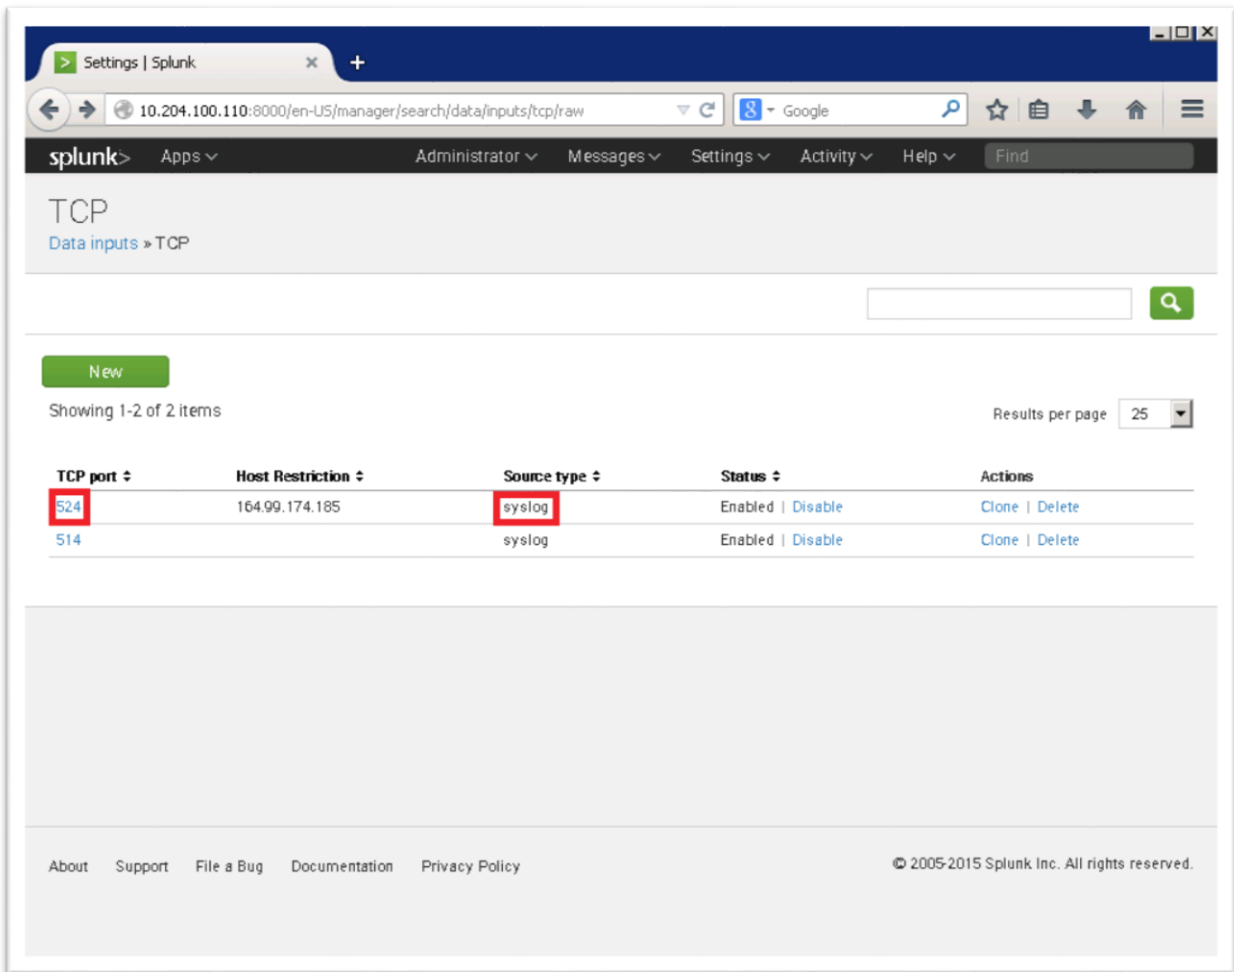 Settings | Splunk
10.204.100.110:8000/en-US/manager/search/data/inputs/tcp/raw
8 Google
splunk> Apps Administrator Messages Settings Activity Help Find
TCP
Data inputs » TCP
New
Showing 1-2 of 2 items
Results per page 25
TCP port Host Restriction Source type Status Actions
524 164.99.174.185 syslog Enabled | Disable Clone | Delete
514 syslog Enabled | Disable Clone | Delete
About Support File a Bug Documentation Privacy Policy © 2005-2015 Splunk Inc. All rights reserved.